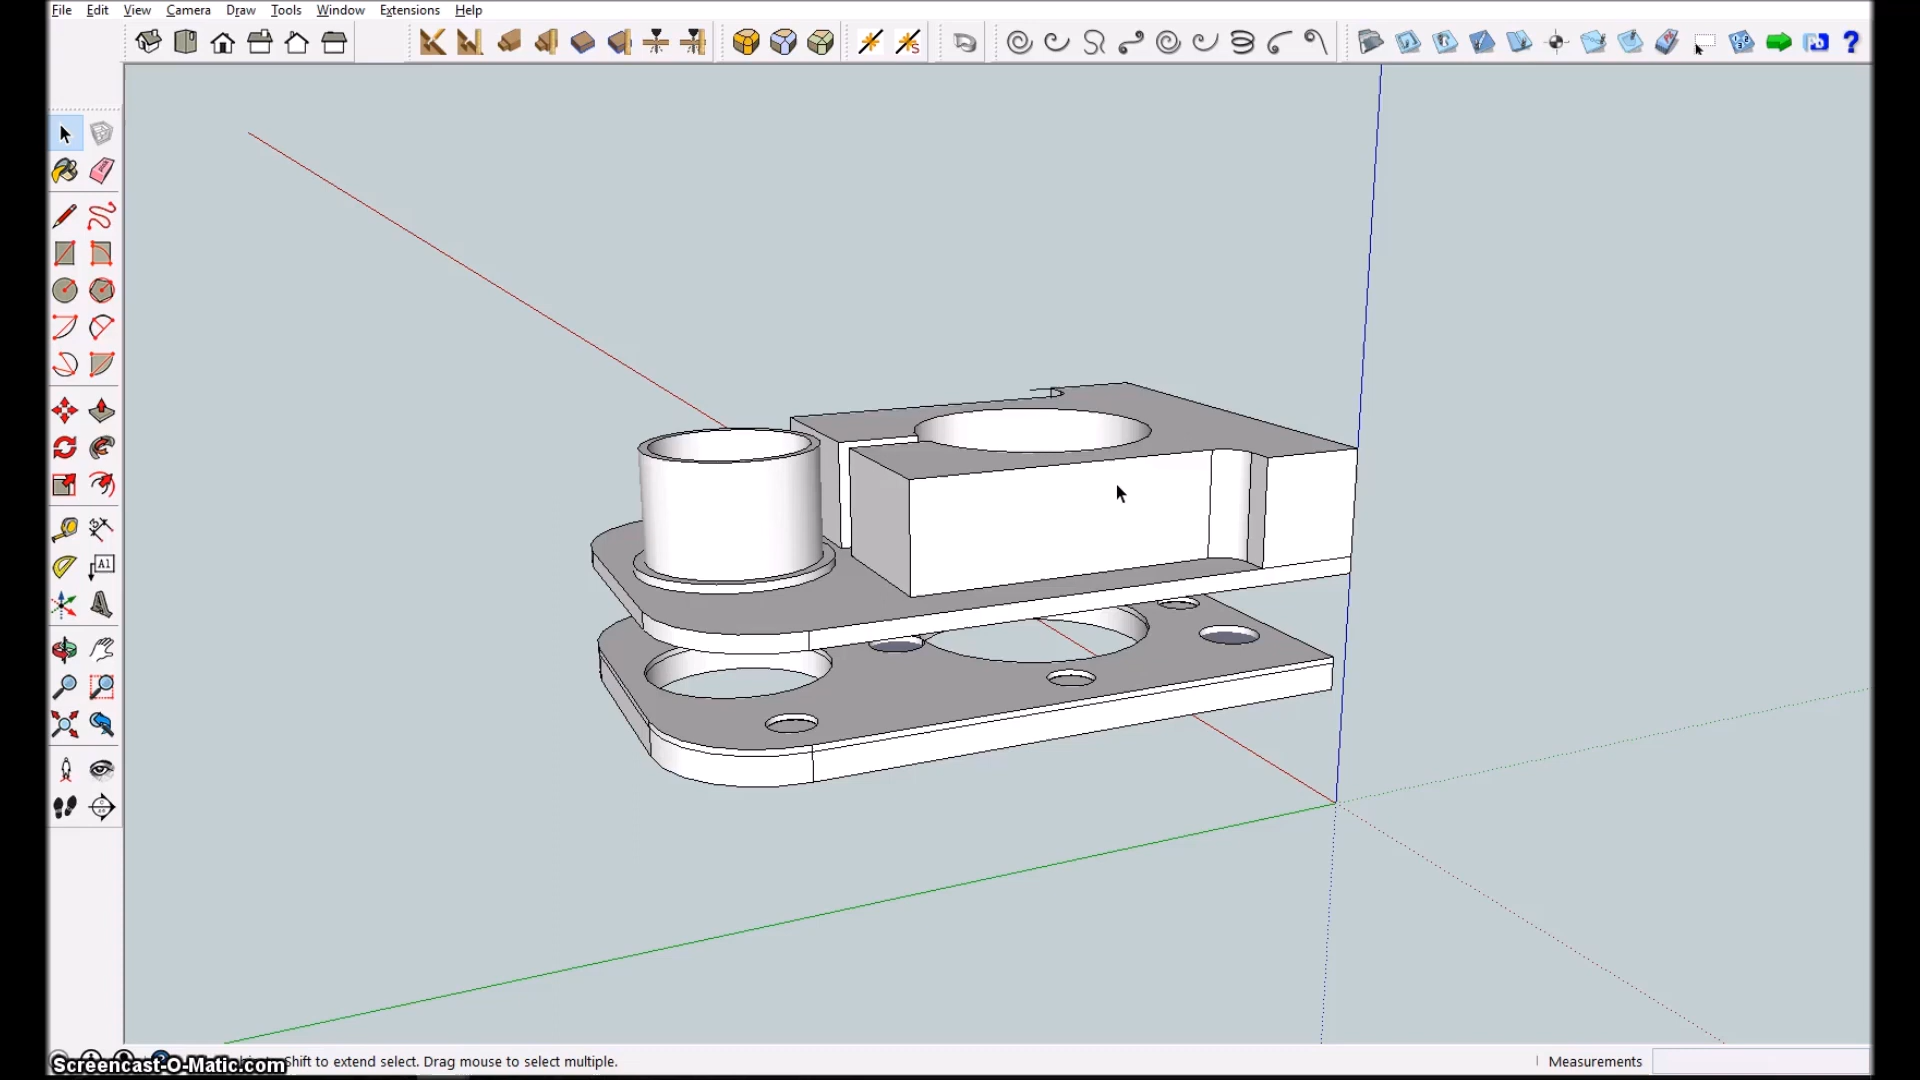 File Edit View Camera Draw Tools Window Extensions Help
A1
Shift to extend select. Drag mouse to select multiple.
Measurements
Screencast-O-Matic.com